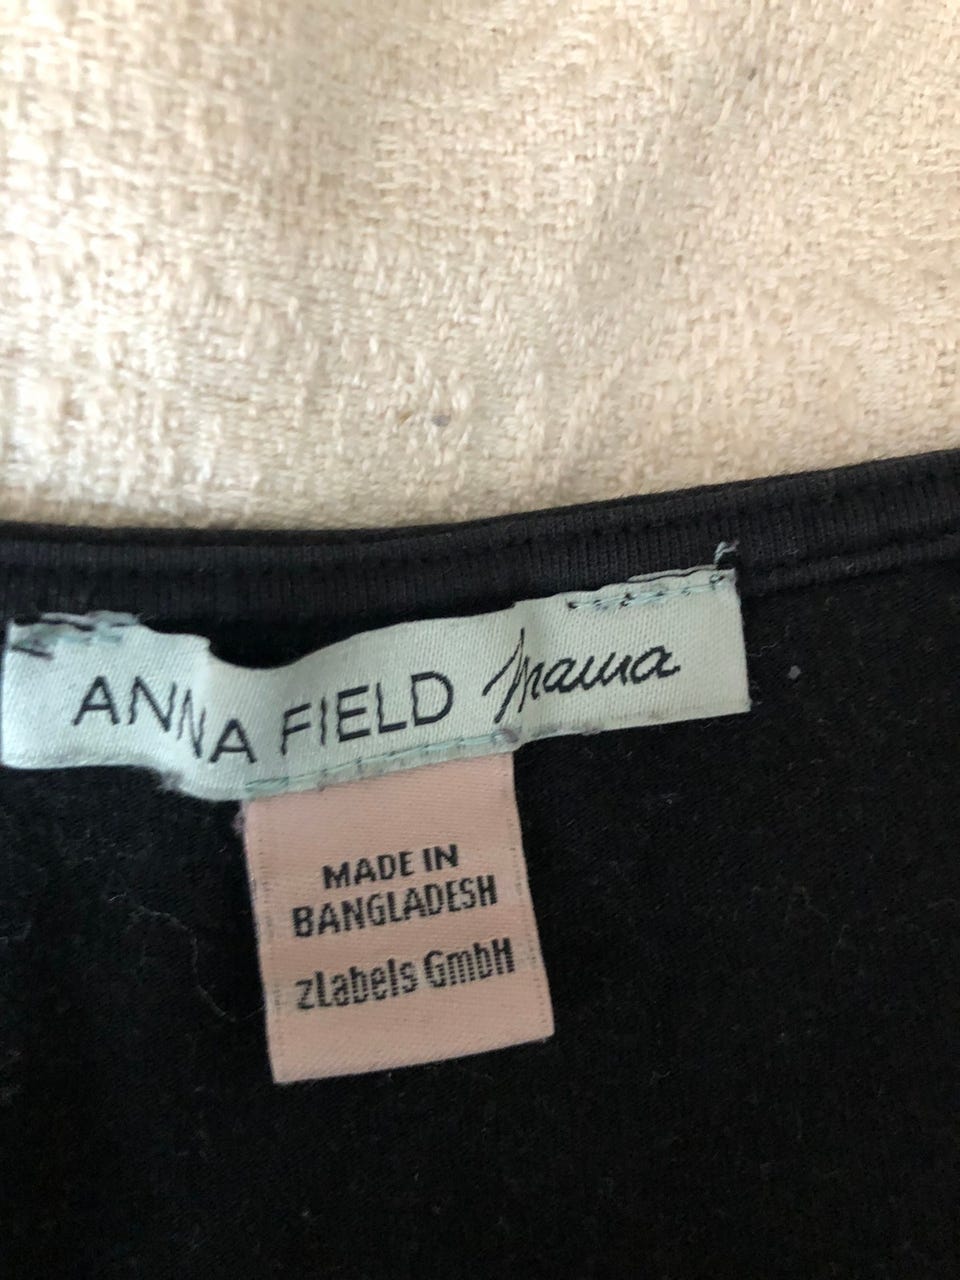 ANNA FIELD mama
MADE IN
BANGLADESH
zLabels GmbH